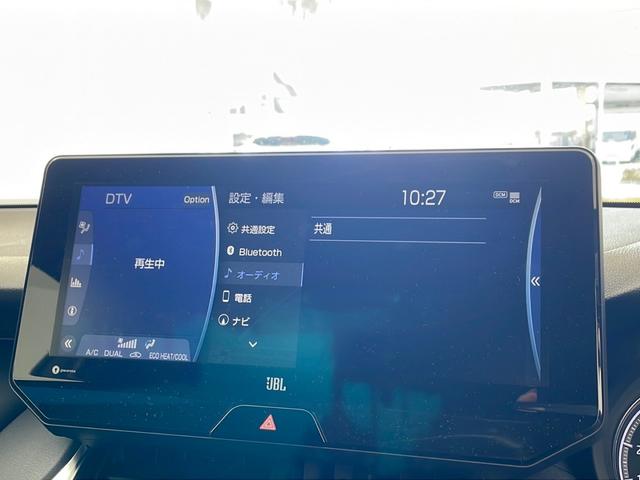 DTV
Option
再生中
A/C DUAL ECO HEAT/COOL
設定・編集
10:27
DCM
DCM
共通設定
Bluetooth
オーディオ
電話
ナビ
共通
JBL